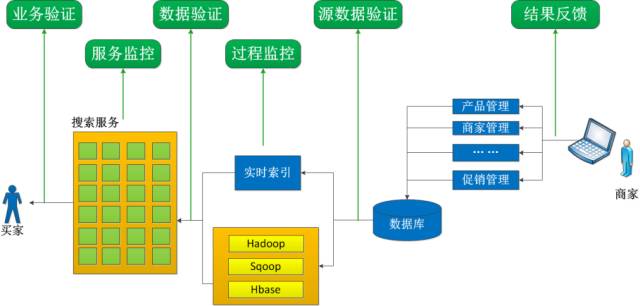 业务验证
数据验证
源数据验证
结果反馈
服务监控
过程监控
搜索服务
产品管理
商家管理
... ...
促销管理
实时索引
数据库
商家
买家
Hadoop
Sqoop
Hbase